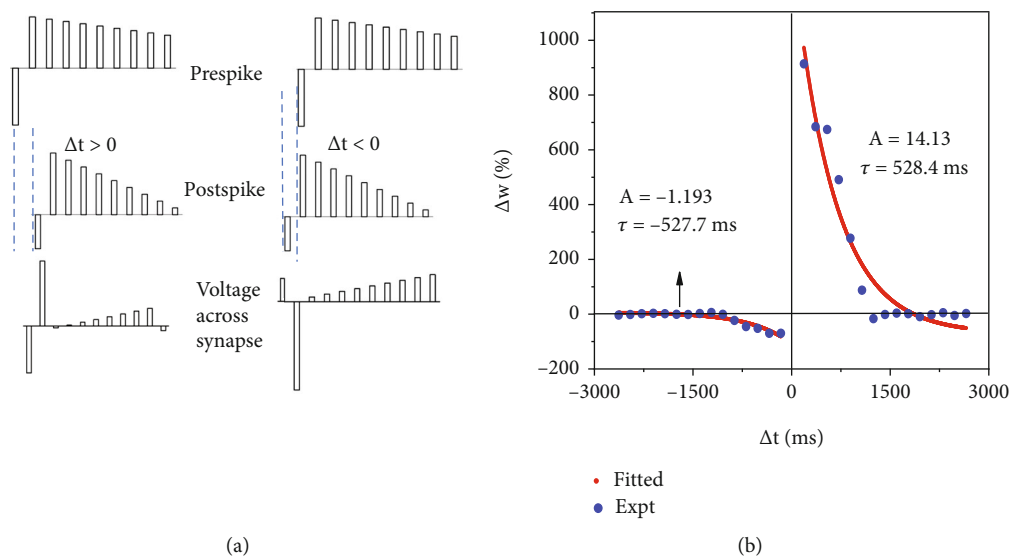 Prespike
Δt > 0
Δt < 0
Postspike
Voltage
across
synapse
(a)
1000
800
600
400
200
0
−200
−3000
−1500
0
1500
3000
Δw (%)
Δt (ms)
A = −1.193
τ = −527.7 ms
A = 14.13
τ = 528.4 ms
Fitted
Expt
(b)